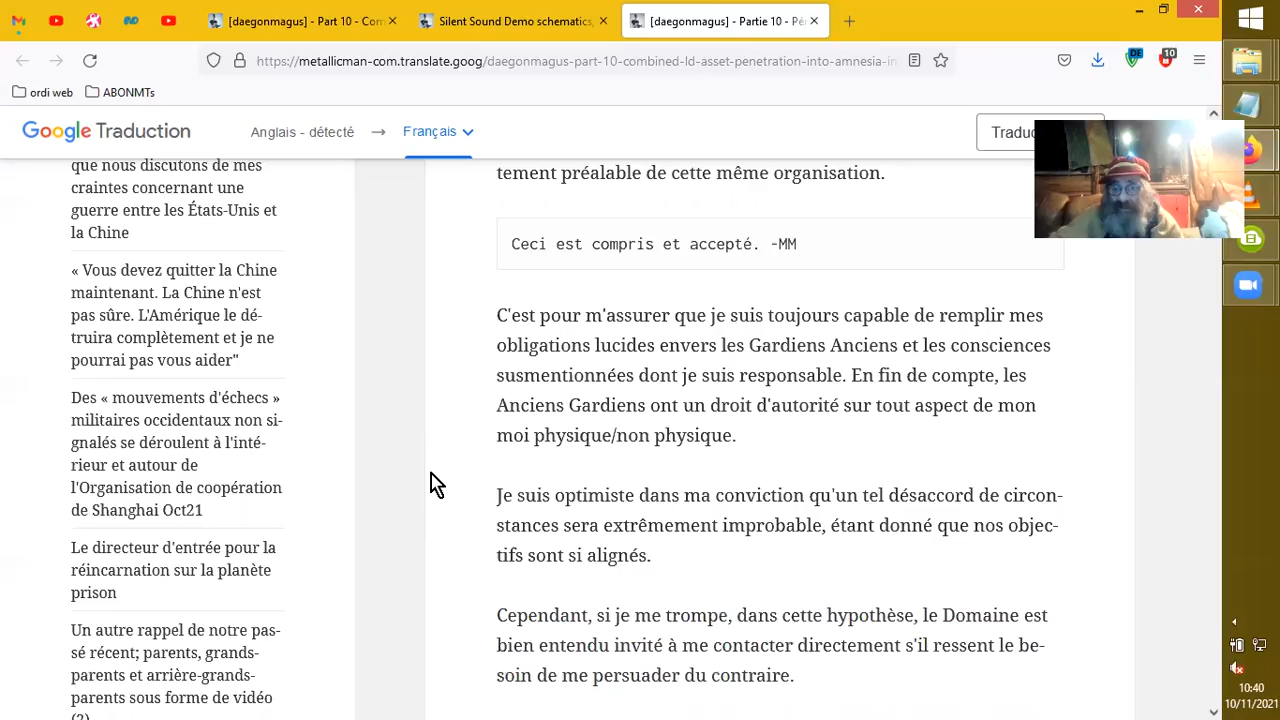 [daegonmagus] - Part 10 - Com
Silent Sound Demo schematics,
[daegonmagus] - Partie 10 - Pé
https://metallicman-com.translate.goog/daegonmagus-part-10-combined-ld-asset-penetration-into-amnesia-in
DE
10
ordi web
ABONMTs
Google Traduction
Anglais - détecté
Français
Traduc
que nous discutons de mes
craintes concernant une
guerre entre les États-Unis et
la Chine
« Vous devez quitter la Chine
maintenant. La Chine n'est
pas sûre. L'Amérique le dé-
truira complètement et je ne
pourrai pas vous aider"
Des « mouvements d'échecs »
militaires occidentaux non si-
gnalés se déroulent à l'inté-
rieur et autour de
l'Organisation de coopération
de Shanghai Oct21
Le directeur d'entrée pour la
réincarnation sur la planète
prison
Un autre rappel de notre pas-
sé récent; parents, grands-
parents et arrière-grands-
parents sous forme de vidéo
(2)
tement préalable de cette même organisation.
Ceci est compris et accepté. -MM
C'est pour m'assurer que je suis toujours capable de remplir mes
obligations lucides envers les Gardiens Anciens et les consciences
susmentionnées dont je suis responsable. En fin de compte, les
Anciens Gardiens ont un droit d'autorité sur tout aspect de mon
moi physique/non physique.
Je suis optimiste dans ma conviction qu'un tel désaccord de circon-
stances sera extrêmement improbable, étant donné que nos objec-
tifs sont si alignés.
Cependant, si je me trompe, dans cette hypothèse, le Domaine est
bien entendu invité à me contacter directement s'il ressent le be-
soin de me persuader du contraire.
10:40
10/11/2021